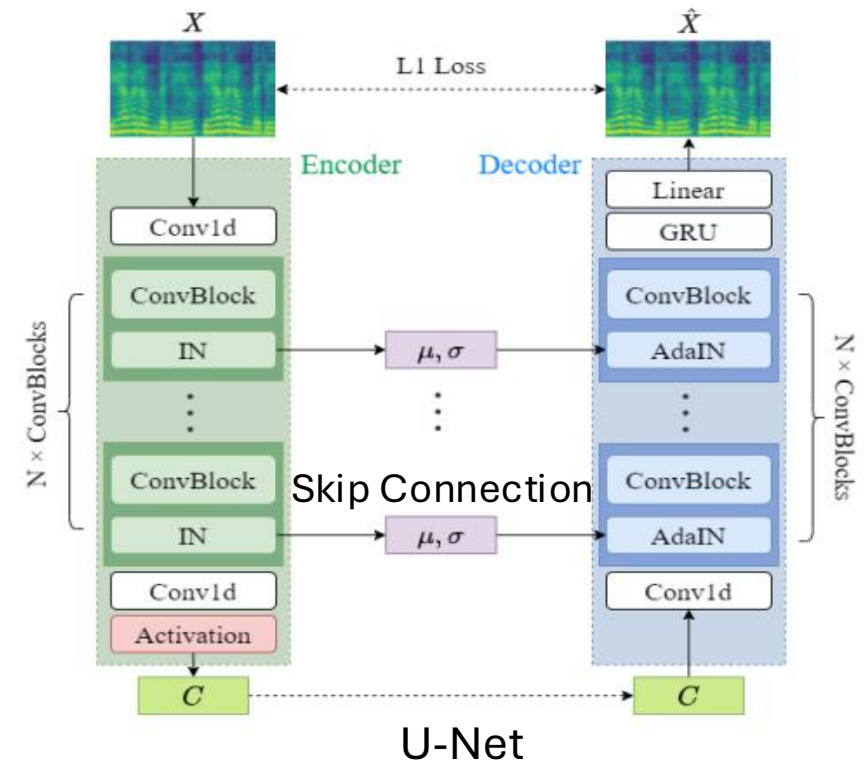 X
X̂
L1 Loss
Encoder
Decoder
Conv1d
ConvBlock
IN
ConvBlock
IN
Conv1d
Activation
C
N × ConvBlocks
μ, σ
Skip Connection
μ, σ
Linear
GRU
ConvBlock
AdaIN
ConvBlock
AdaIN
Conv1d
C
N × ConvBlocks
U-Net